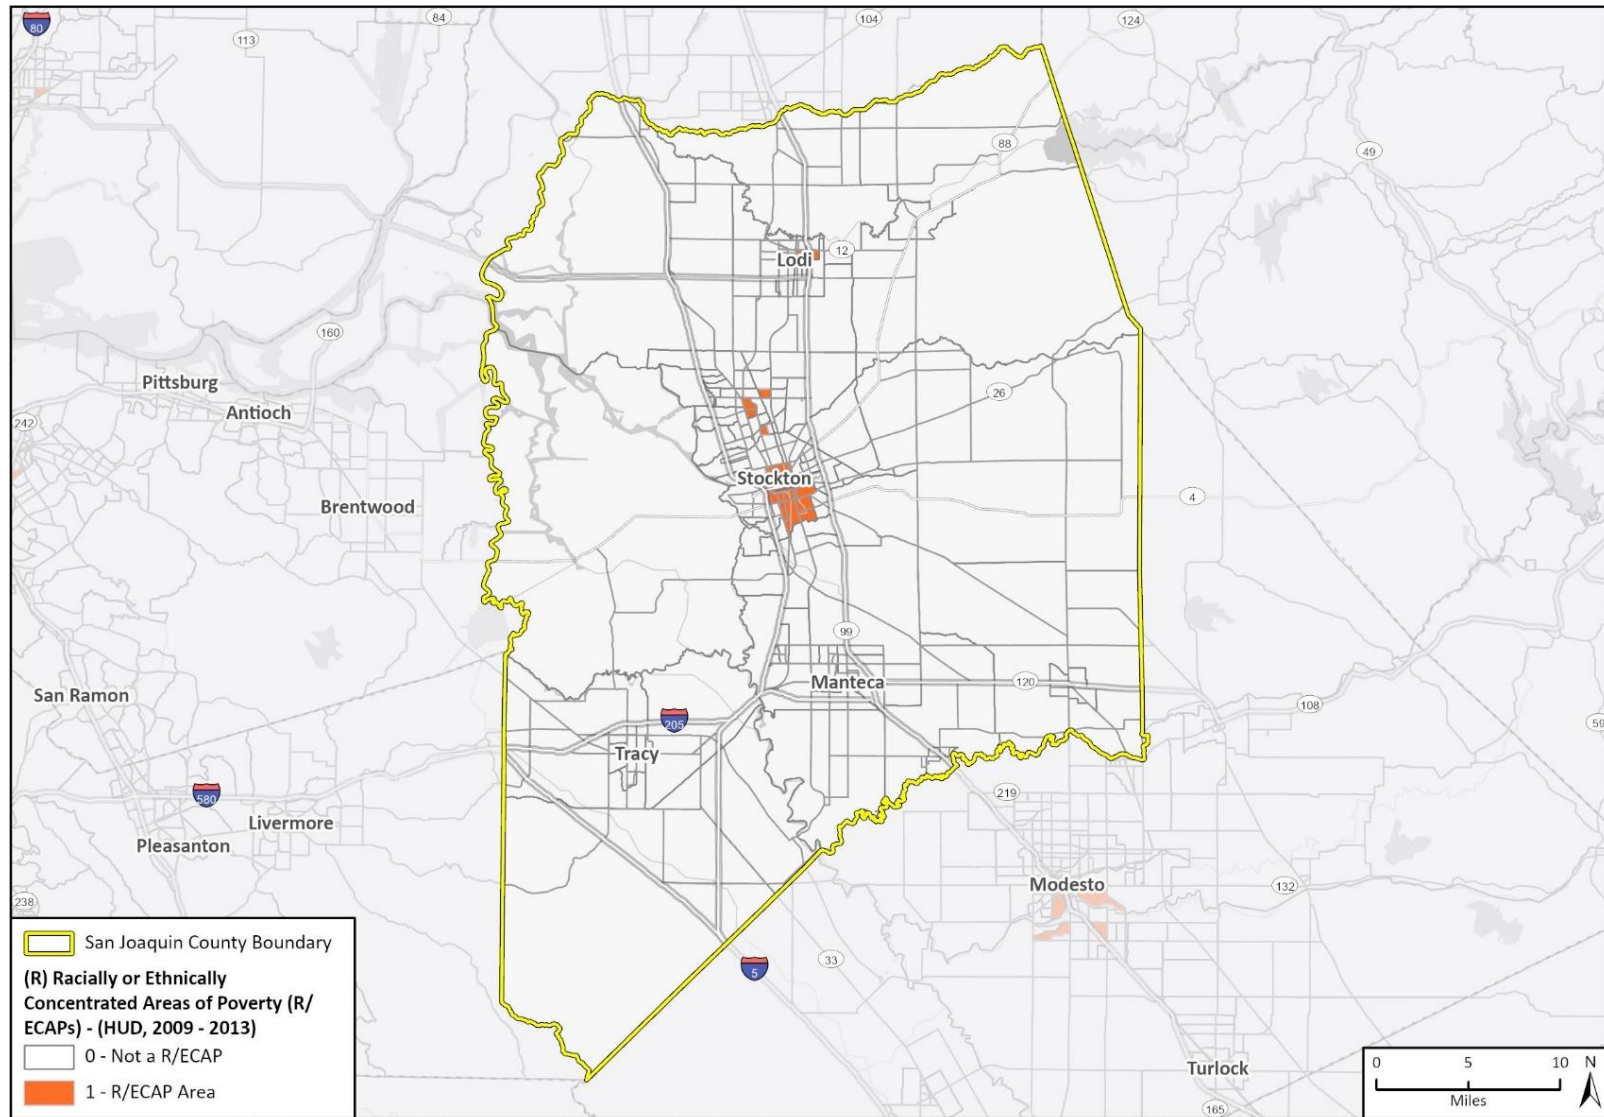 80
84
104
124
113
88
49
12
Lodi
160
Pittsburg
Antioch
242
26
Stockton
4
Brentwood
99
San Ramon
Manteca
120
108
205
59
Tracy
580
219
Livermore
Pleasanton
Modesto
132
238
33
5
Turlock
165
San Joaquin County Boundary
(R) Racially or Ethnically
Concentrated Areas of Poverty (R/
ECAPs) - (HUD, 2009 - 2013)
0 - Not a R/ECAP
1 - R/ECAP Area
0 5 10
Miles
N